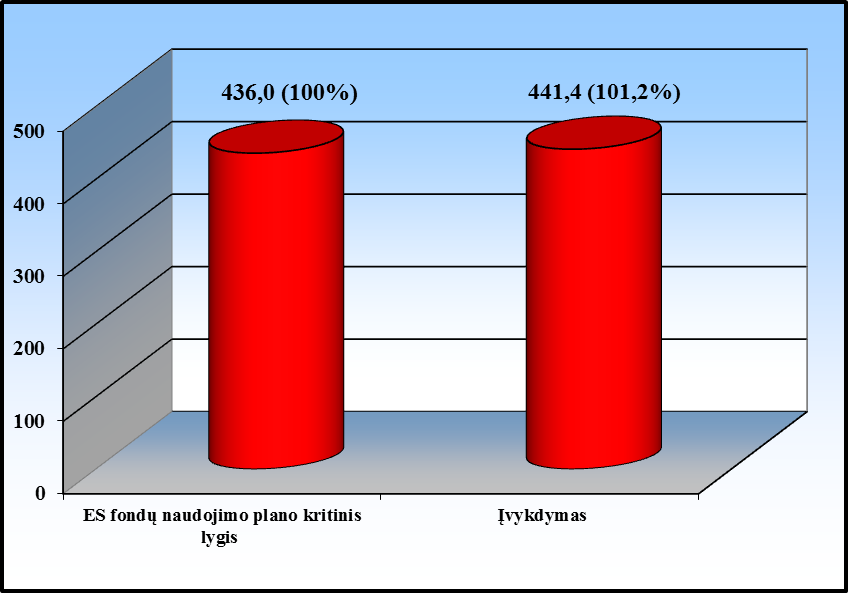 436,0 (100%)
441,4 (101,2%)
500
400
300
200
100
0
ES fondų naudojimo plano kritinis
lygis
Įvykdymas